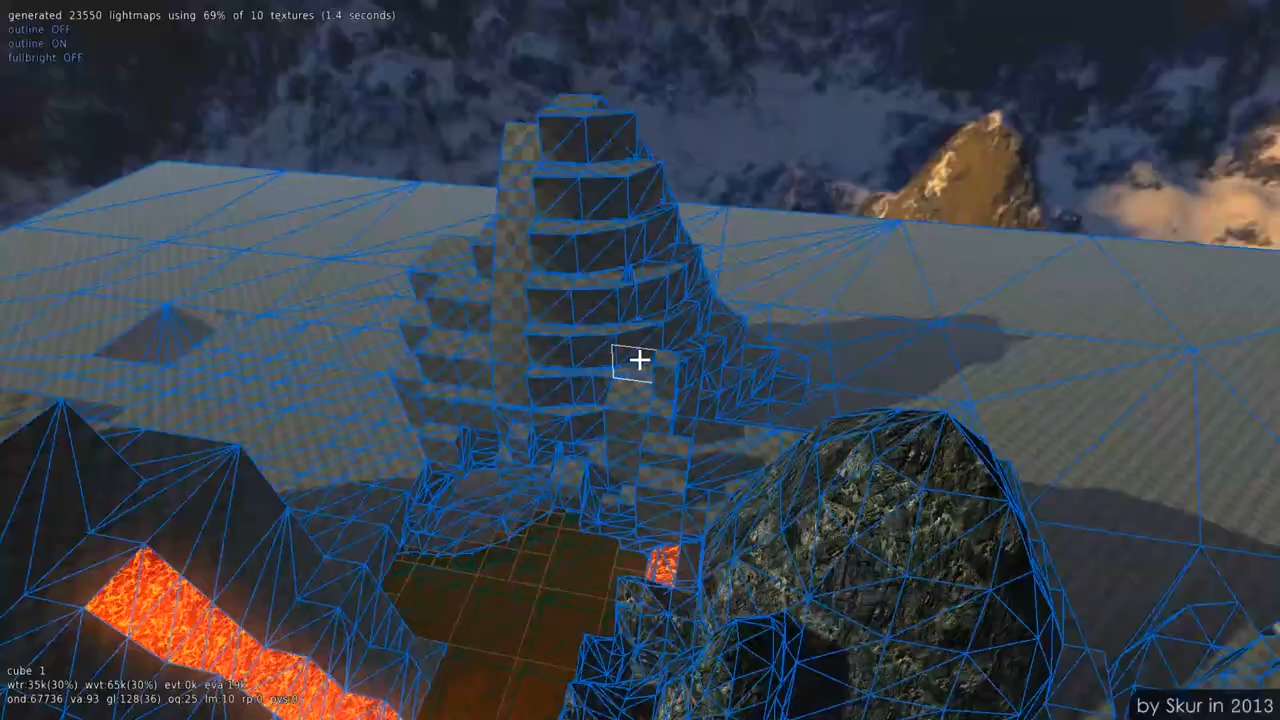 generated 23550 lightmaps using 69% of 10 textures (1.4 seconds)
outline OFF
outline ON
fullbright OFF
cube 1
wtr:35k(30%) wvt:65k(30%) evt:0k eva:19k
ond:67736 va:93 gl:128(36) oq:25 lm:10 rp:0 pvs:0
by Skur in 2013